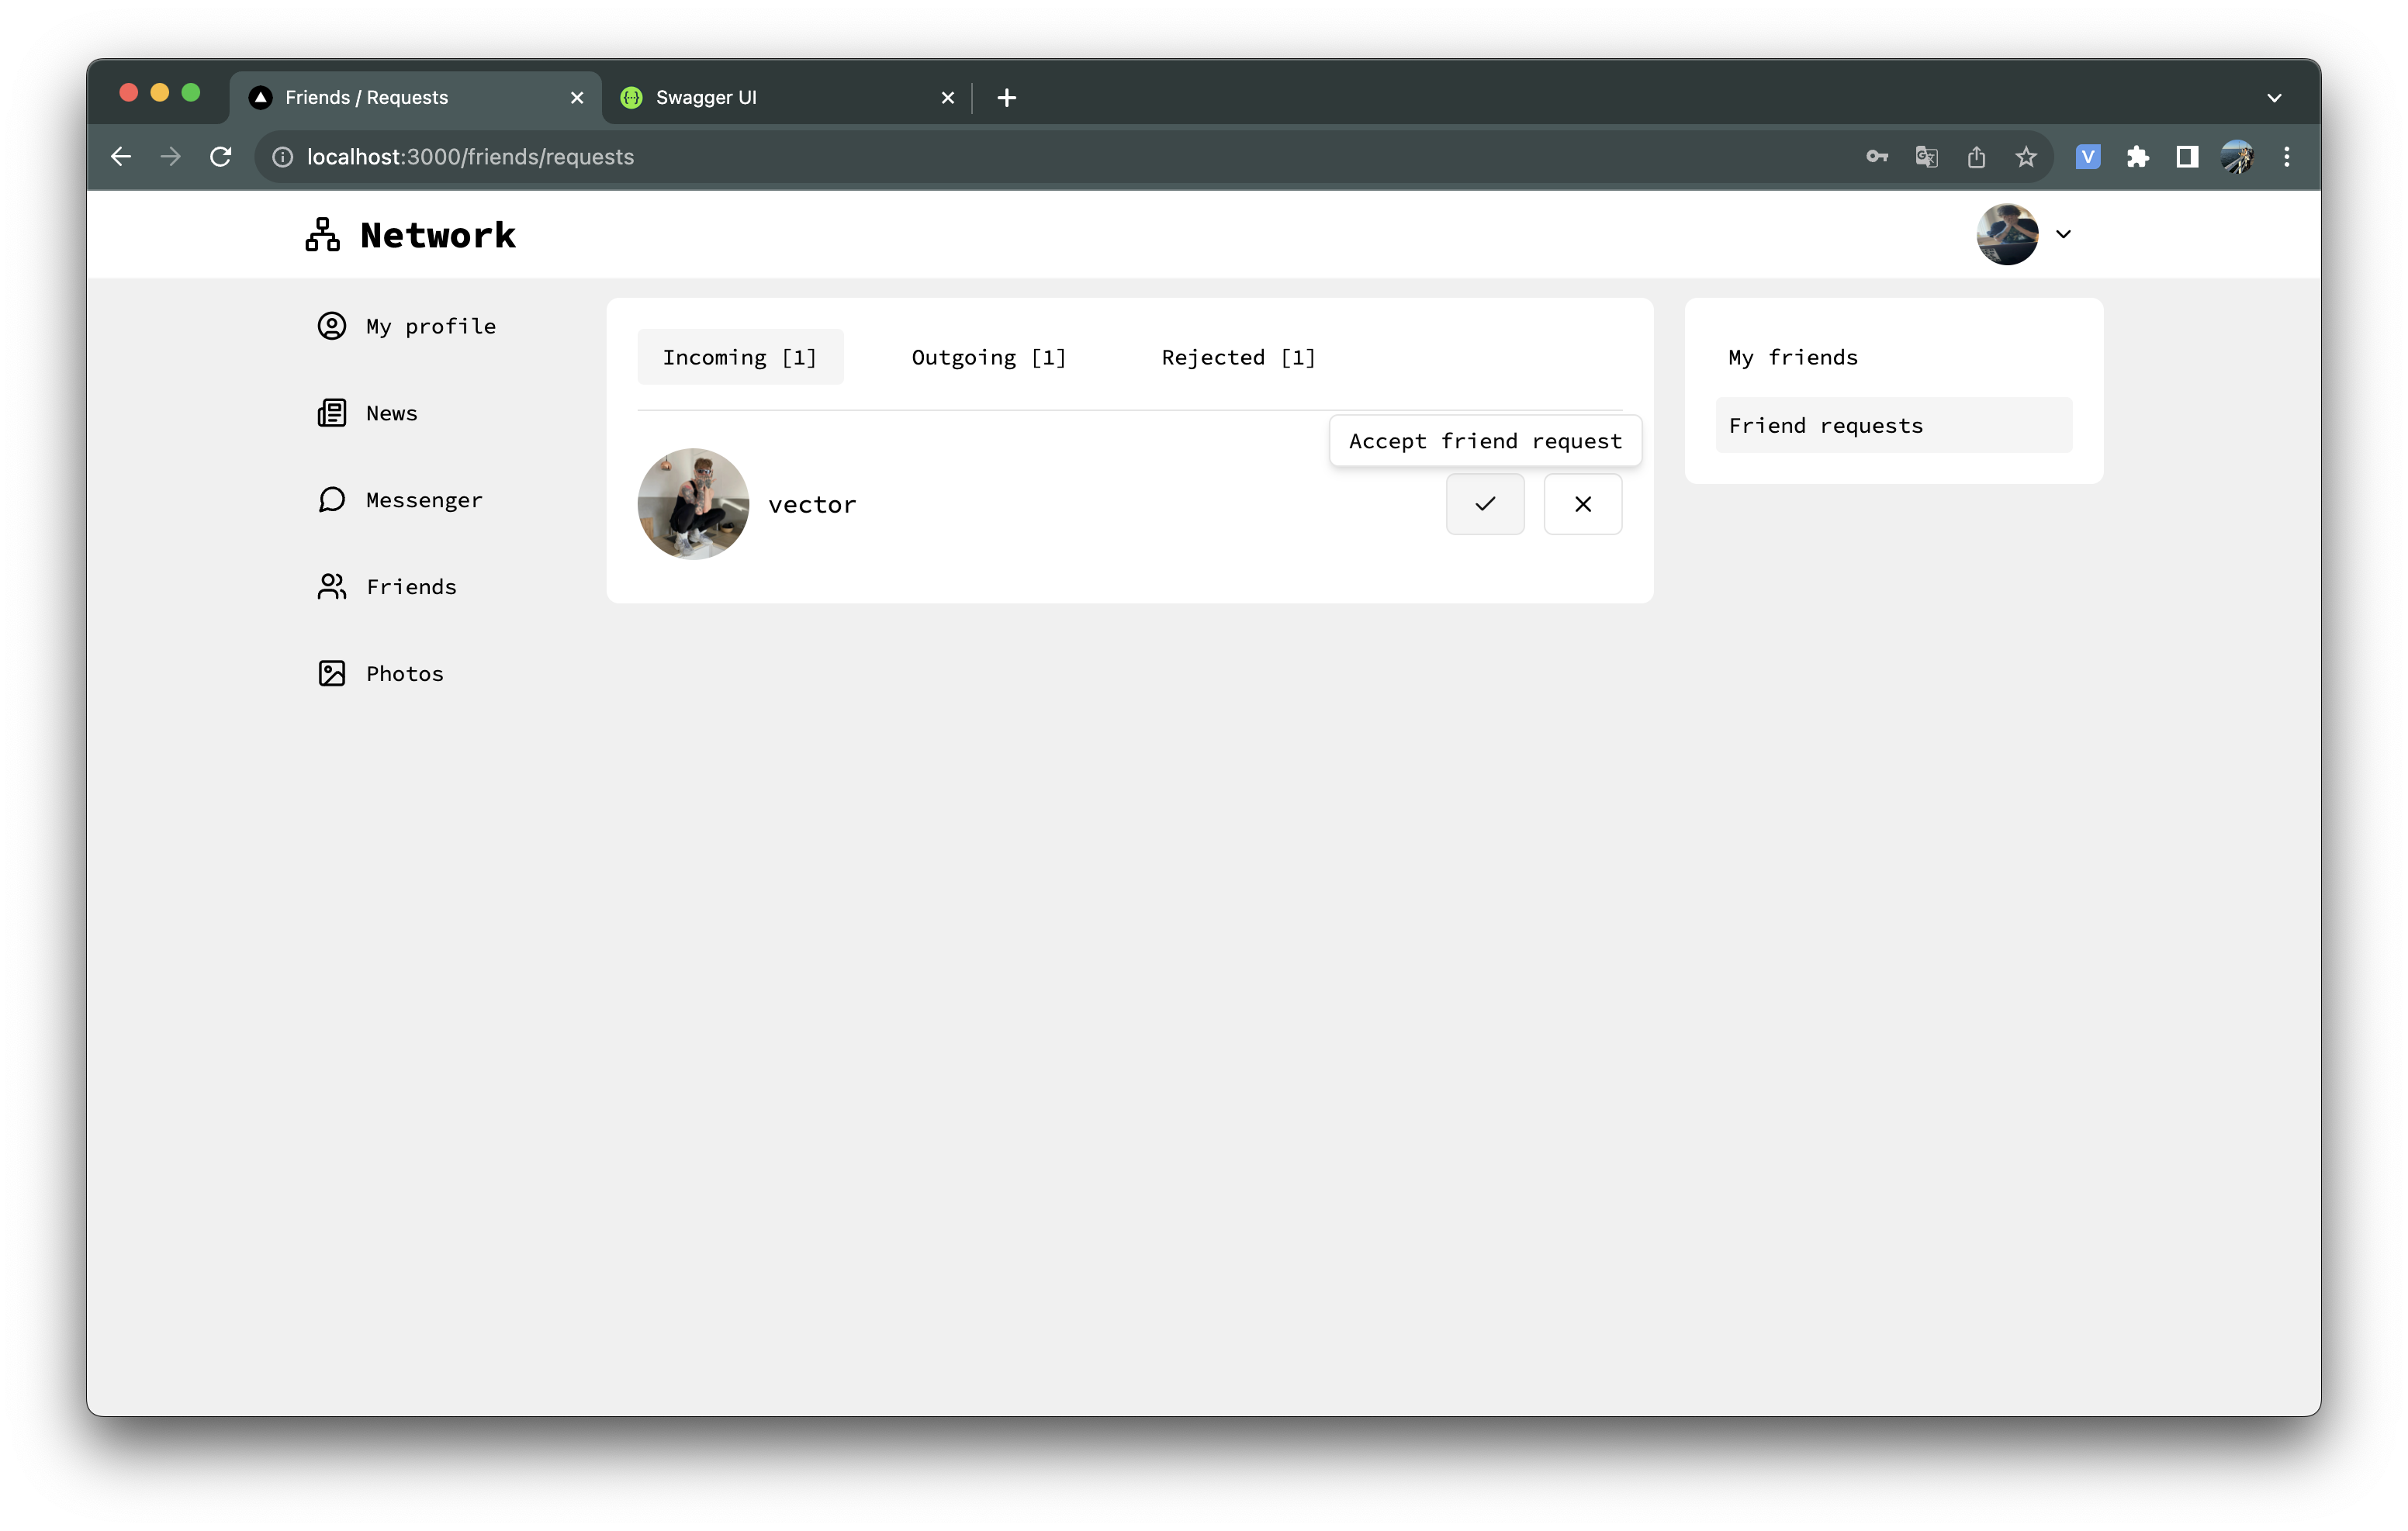 Friends / Requests
Swagger UI
localhost:3000/friends/requests
V
Network
My profile
News
Messenger
Friends
Photos
Incoming [1]
Outgoing [1]
Rejected [1]
Accept friend request
vector
My friends
Friend requests